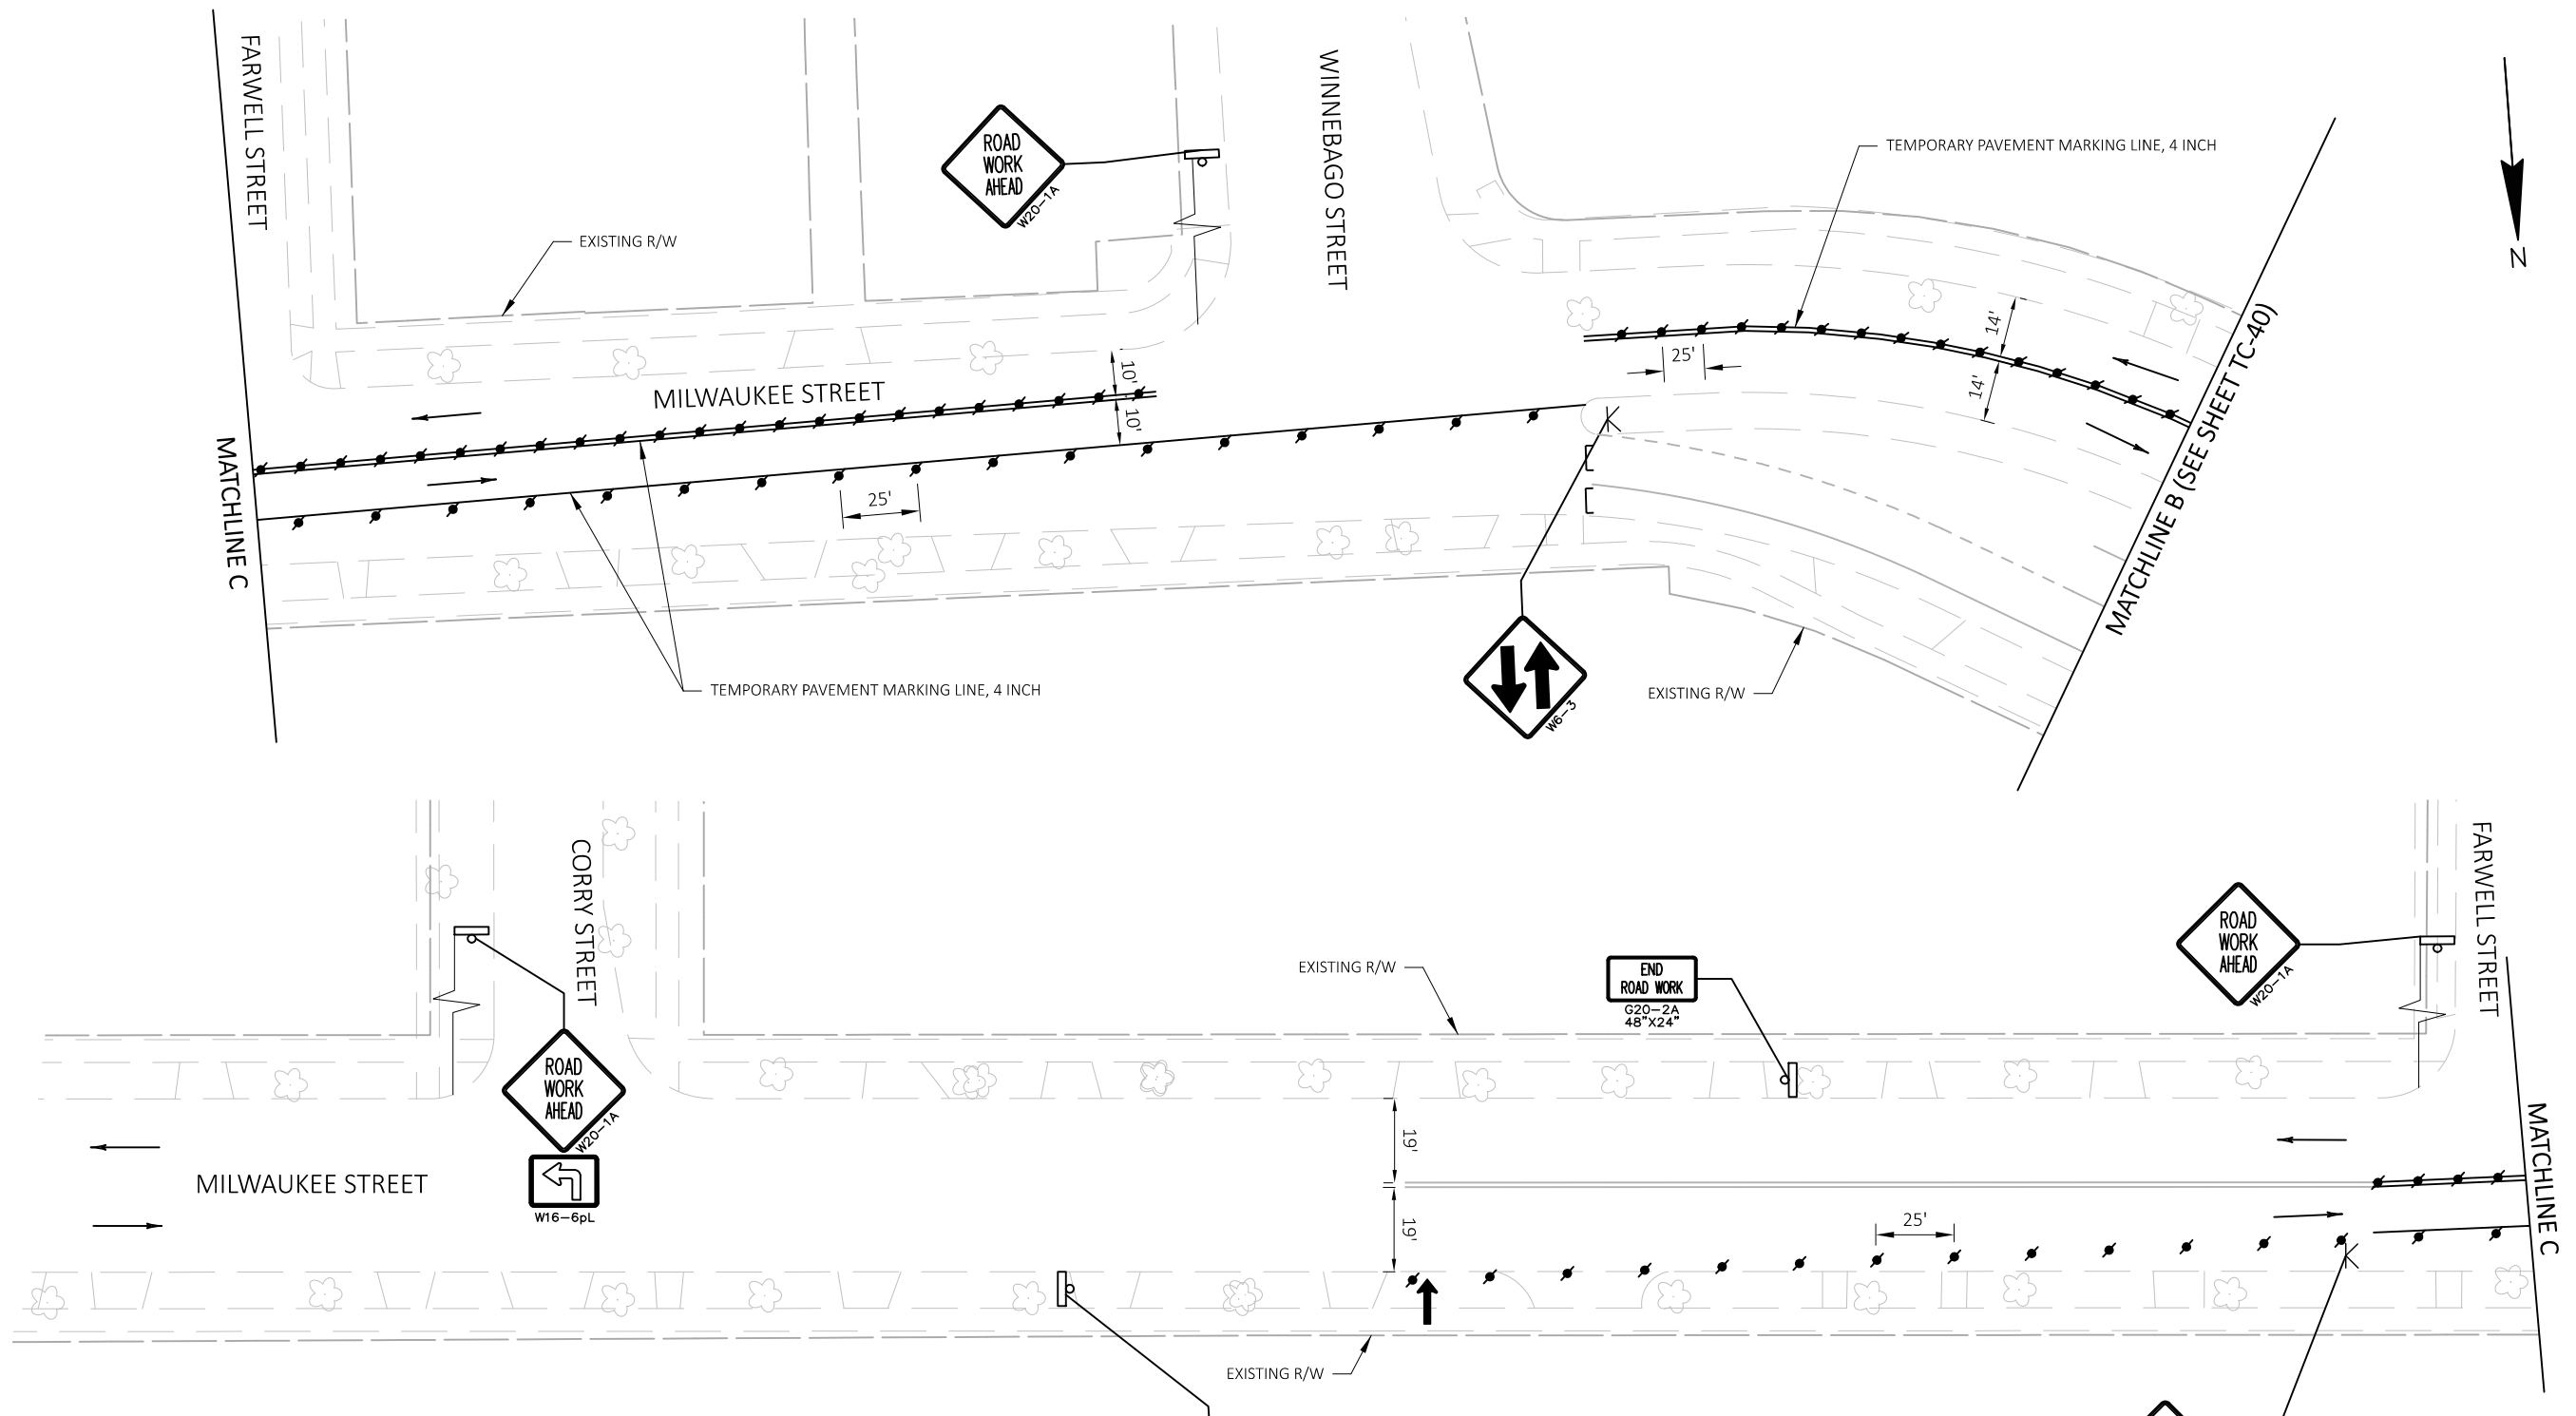 FARWELL STREET
WINNEBAGO STREET
ROAD
WORK
AHEAD
W20-1A
TEMPORARY PAVEMENT MARKING LINE, 4 INCH
N
EXISTING R/W
14'
25'
14'
10'
10'
MILWAUKEE STREET
MATCHLINE C
25'
MATCHLINE B (SEE SHEET TC-40)
TEMPORARY PAVEMENT MARKING LINE, 4 INCH
W6-3
EXISTING R/W
CORRY STREET
FARWELL STREET
ROAD
WORK
AHEAD
W20-1A
EXISTING R/W
END
ROAD WORK
G20-2A
48"X24"
ROAD
WORK
AHEAD
W20-1A
W16-6pL
MILWAUKEE STREET
19'
19'
25'
MATCHLINE C
EXISTING R/W